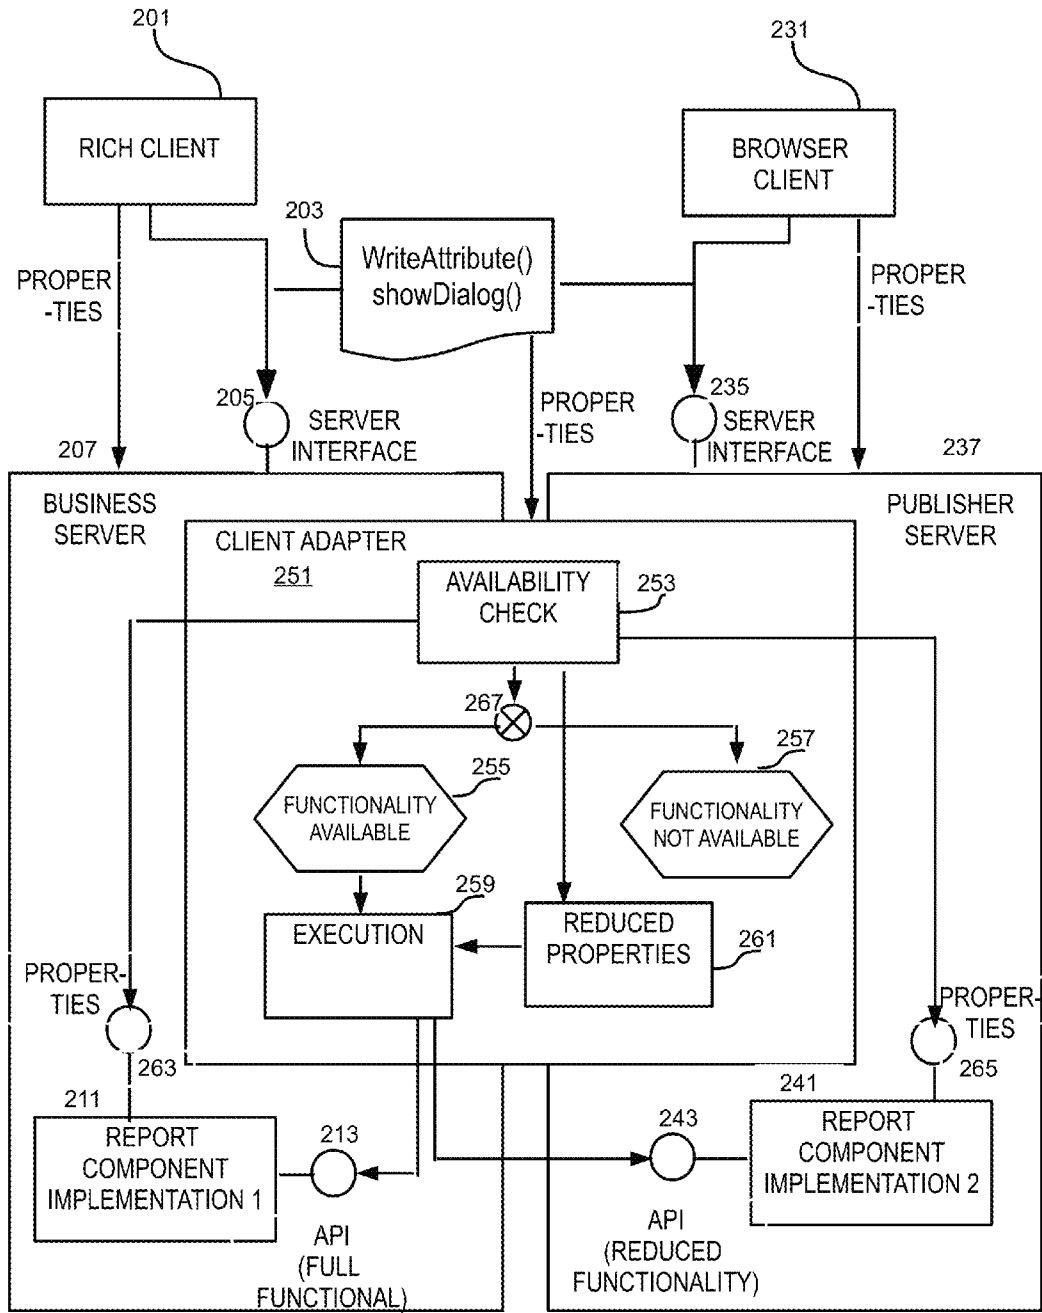 201
231
RICH CLIENT
BROWSER
CLIENT
203
WriteAttribute()
showDialog()
PROPER
-TIES
PROPER
-TIES
205
SERVER
INTERFACE
PROPER
-TIES
235
SERVER
INTERFACE
207
237
BUSINESS
SERVER
PUBLISHER
SERVER
CLIENT ADAPTER
251
AVAILABILITY
CHECK
253
267
255
257
FUNCTIONALITY
AVAILABLE
FUNCTIONALITY
NOT AVAILABLE
259
EXECUTION
REDUCED
PROPERTIES
261
PROPER-
TIES
PROPER-
TIES
263
265
211
241
REPORT
COMPONENT
IMPLEMENTATION 1
213
243
REPORT
COMPONENT
IMPLEMENTATION 2
API
(FULL
FUNCTIONAL)
API
(REDUCED
FUNCTIONALITY)